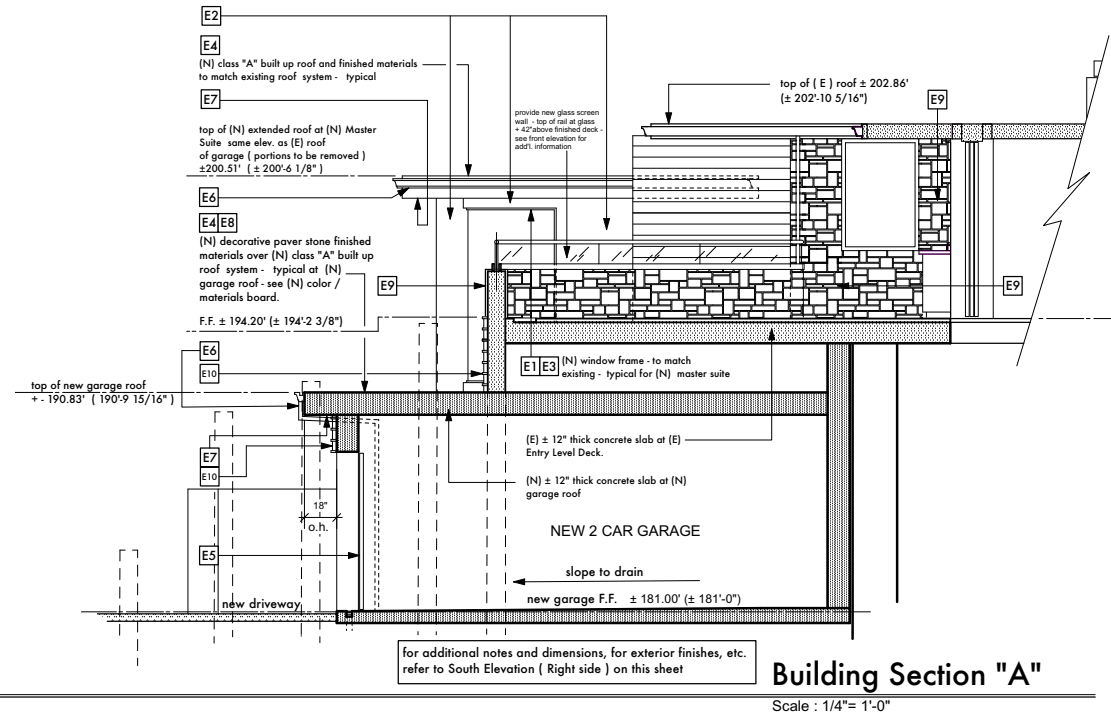 E2
E4
(N) class "A" built up roof and finished materials
to match existing roof system - typical
E7
top of (N) extended roof at (N) Master
Suite same elev. as (E) roof
of garage ( portions to be removed )
±200.51' ( ± 200'-6 1/8" )
E6
E4 E8
(N) decorative paver stone finished
materials over (N) class "A" built up
roof system - typical at (N)
garage roof - see (N) color /
materials board.
F.F. ± 194.20' (± 194'-2 3/8")
E6
E10
top of new garage roof
+ - 190.83' ( 190'-9 15/16" )
E7
E10
18"
o.h.
E5
new driveway
provide new glass screen
wall - top of rail at glass
+ 42"above finished deck -
see front elevation for
add'l. information
top of ( E ) roof ± 202.86'
(± 202'-10 5/16")
E9
E9
E9
E1 E3
(N) window frame - to match
existing - typical for (N) master suite
(E) ± 12" thick concrete slab at (E)
Entry Level Deck.
(N) ± 12" thick concrete slab at (N)
garage roof
NEW 2 CAR GARAGE
slope to drain
new garage F.F. ± 181.00' (± 181'-0")
for additional notes and dimensions, for exterior finishes, etc.
refer to South Elevation ( Right side ) on this sheet
Building Section "A"
Scale : 1/4"= 1'-0"